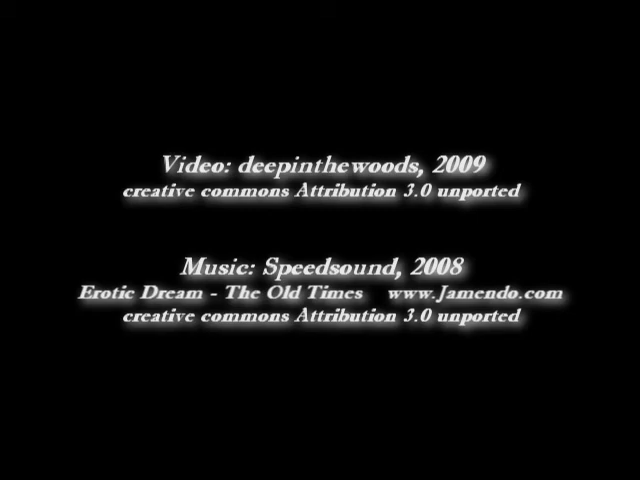 Video: deepinthewoods, 2009
creative commons Attribution 3.0 unported
Music: Speedsound, 2008
Erotic Dream - The Old Times www.Jamendo.com
creative commons Attribution 3.0 unported